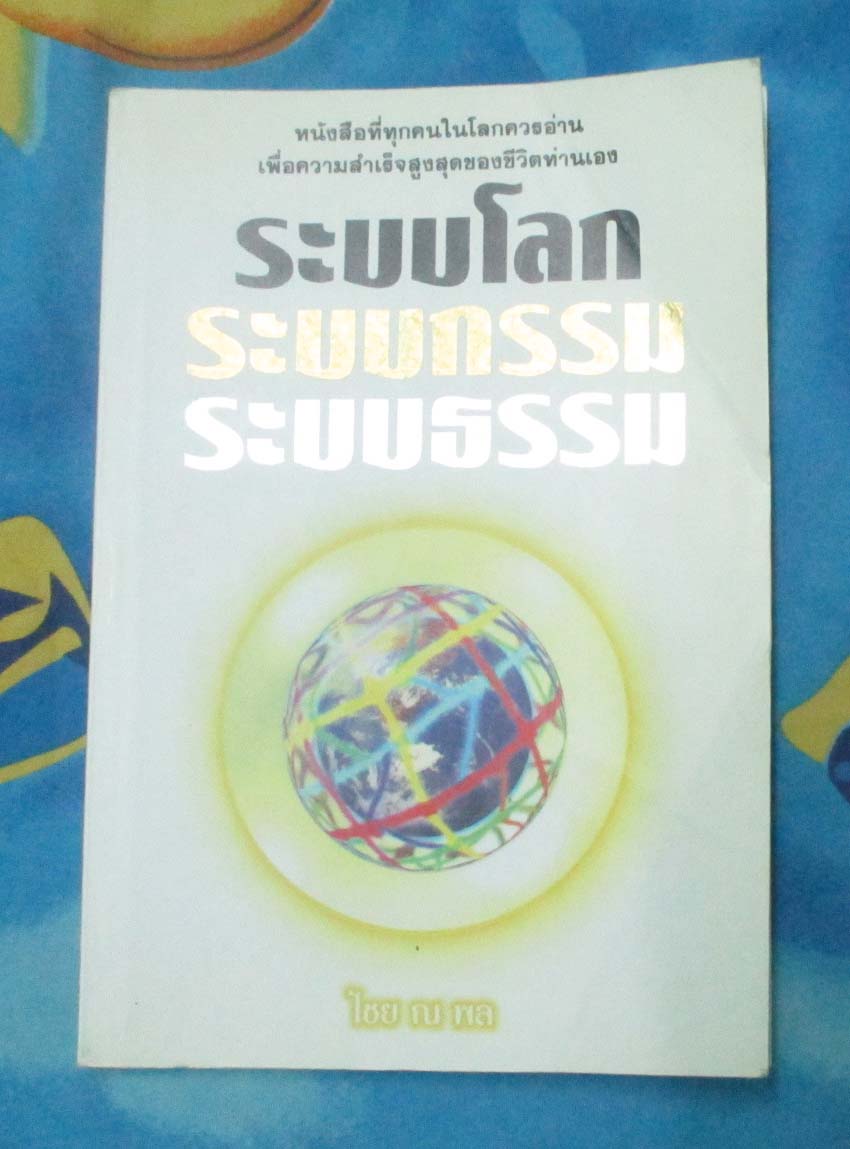 หนังสือที่ทุกคนในโลกควรอ่าน
เพื่อความสำเร็จสูงสุดของชีวิตท่านเอง
ระบบโลก
ระบบกรรม
ระบบธรรม
ไชย ณ พล